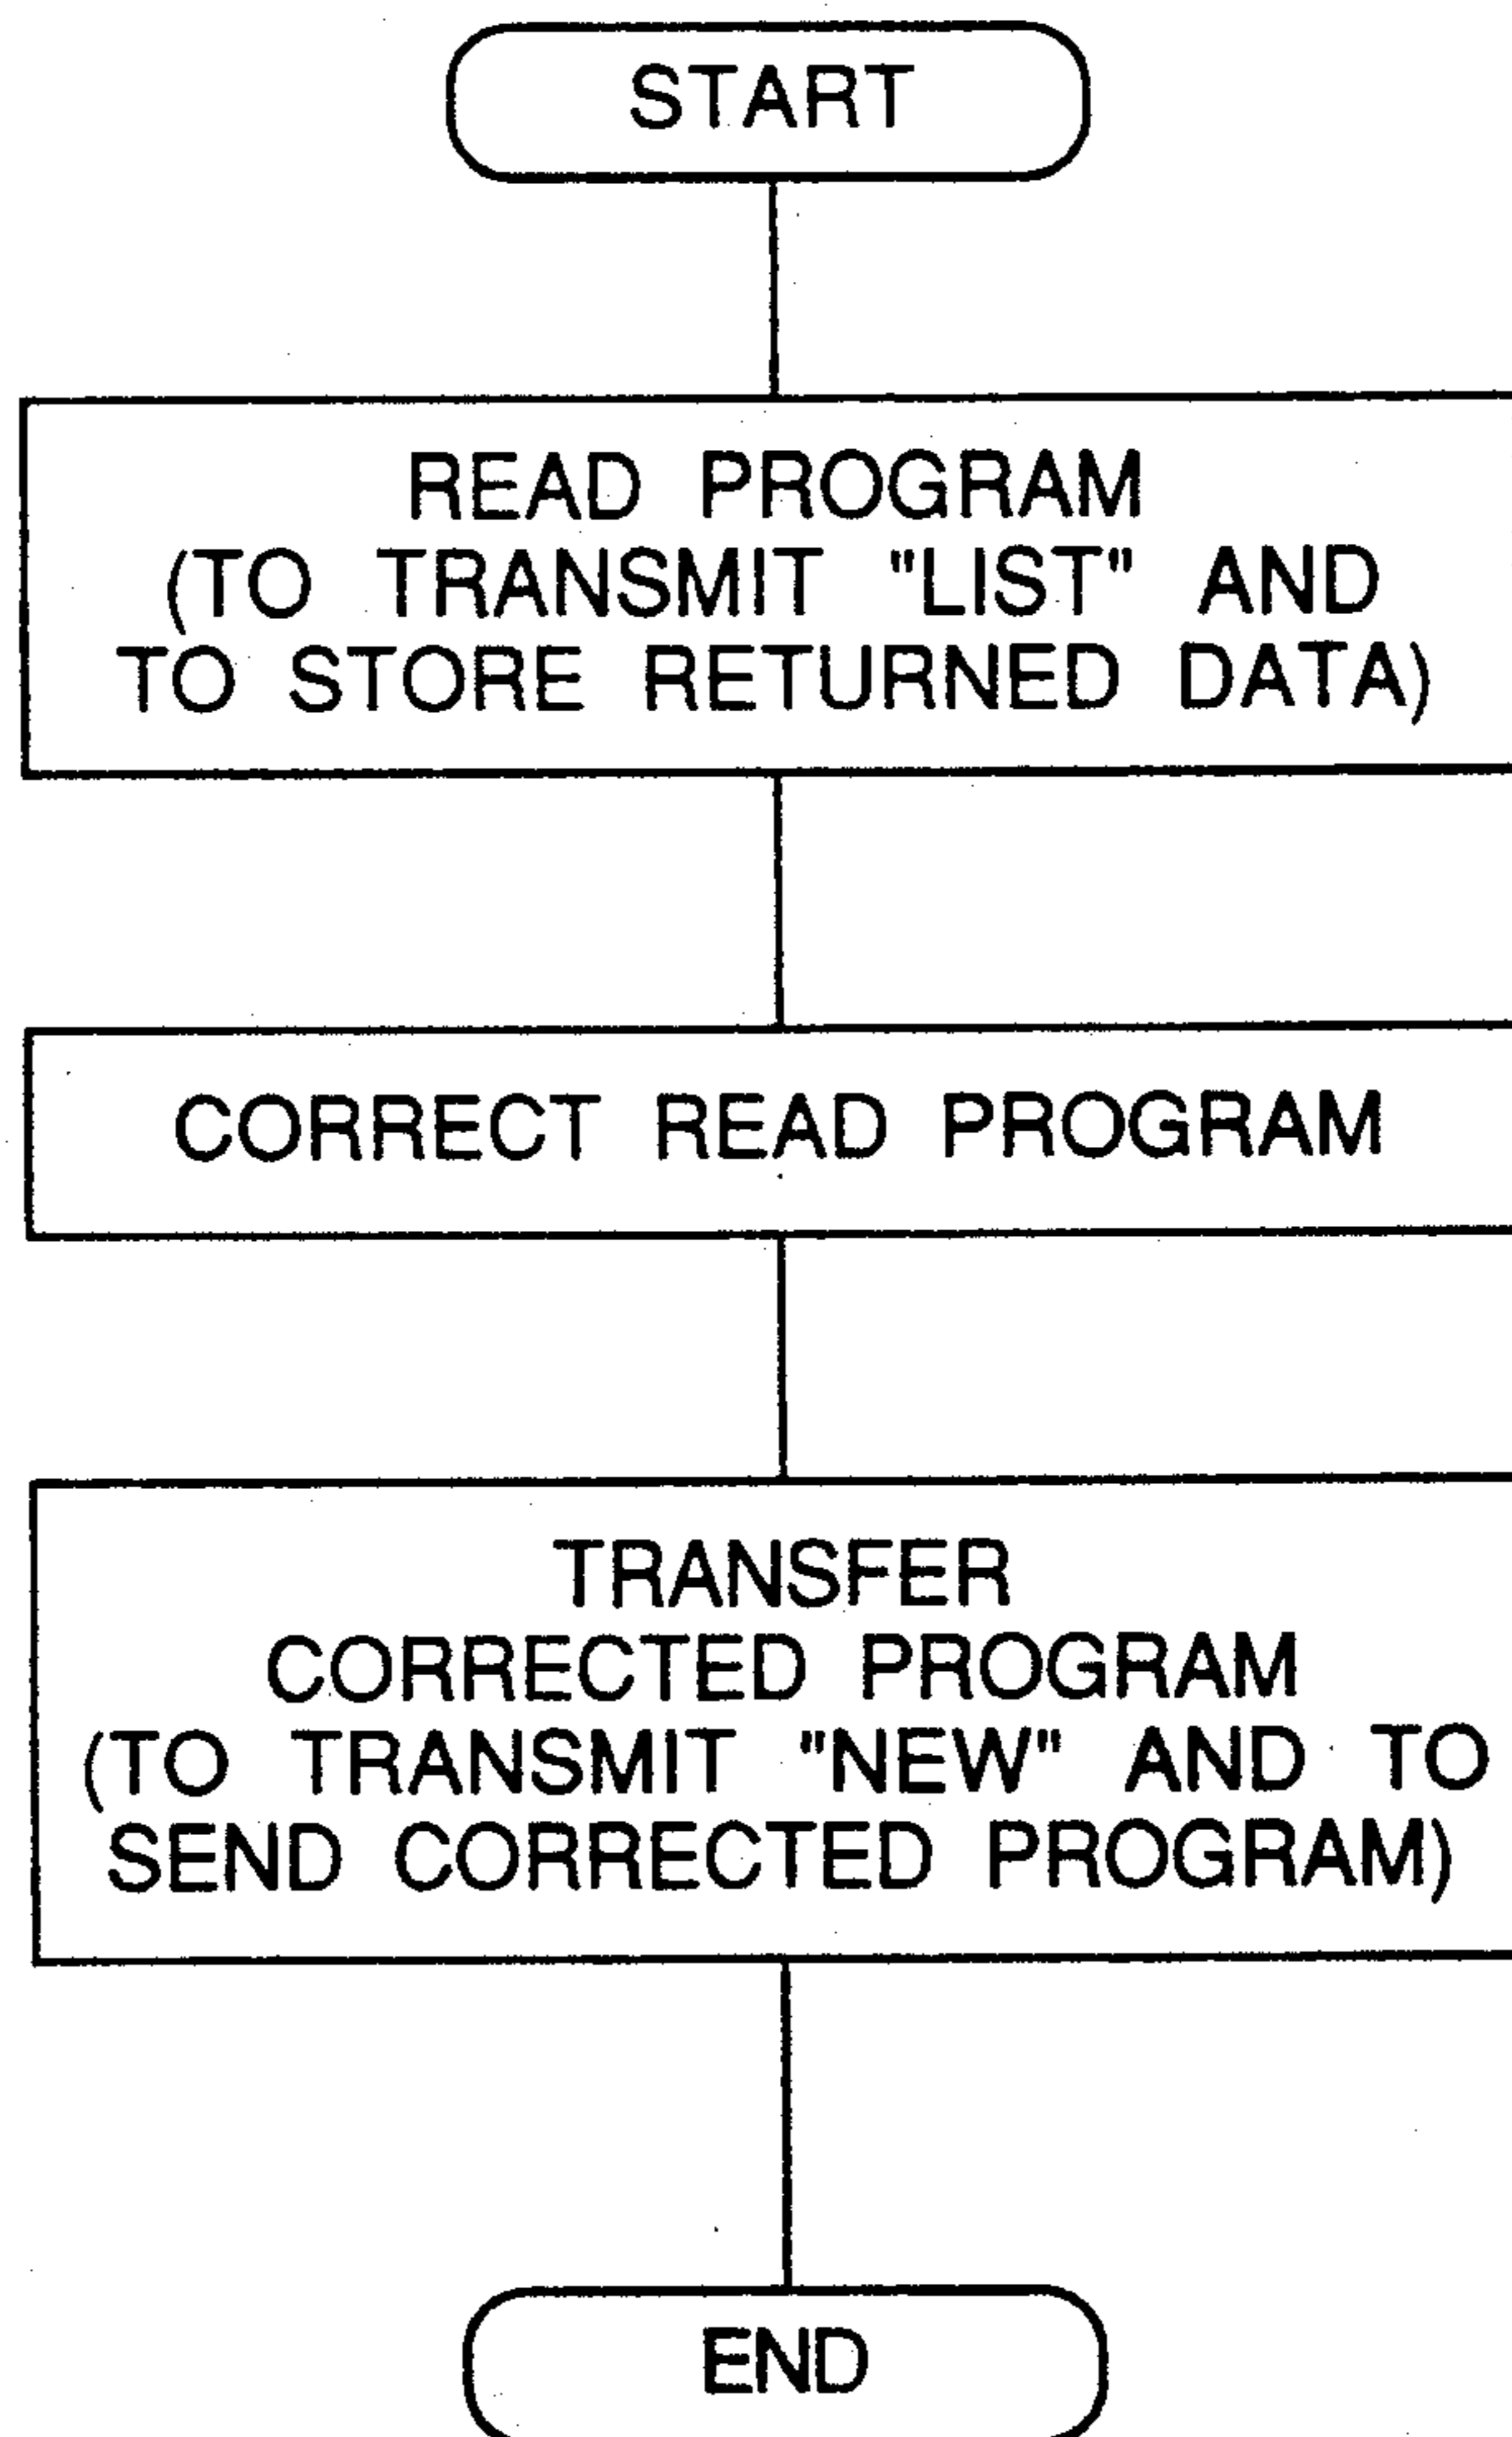 START
READ PROGRAM
(TO TRANSMIT "LIST" AND
TO STORE RETURNED DATA)
CORRECT READ PROGRAM
TRANSFER
CORRECTED PROGRAM
(TO TRANSMIT "NEW" AND TO
SEND CORRECTED PROGRAM)
END